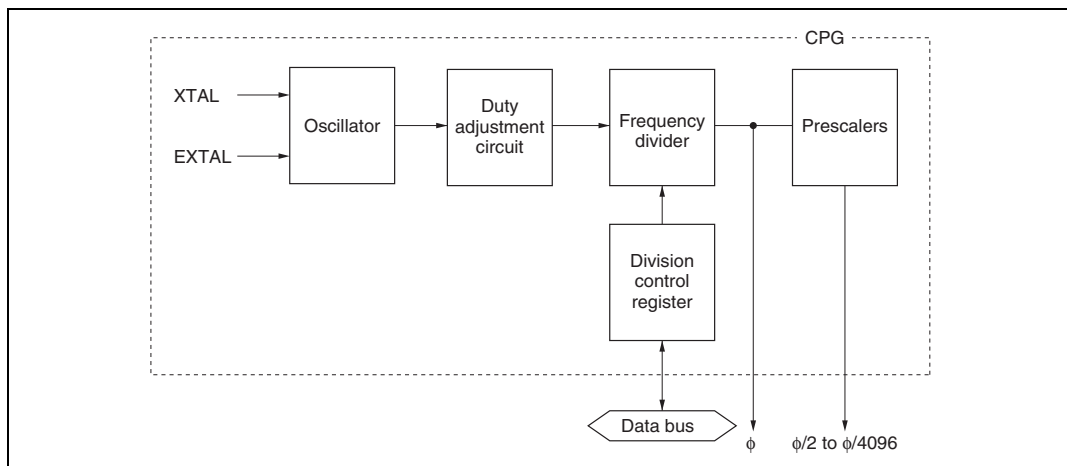 CPG
XTAL
EXTAL
Oscillator
Duty
adjustment
circuit
Frequency
divider
Prescalers
Division
control
register
Data bus
ϕ
ϕ/2 to ϕ/4096